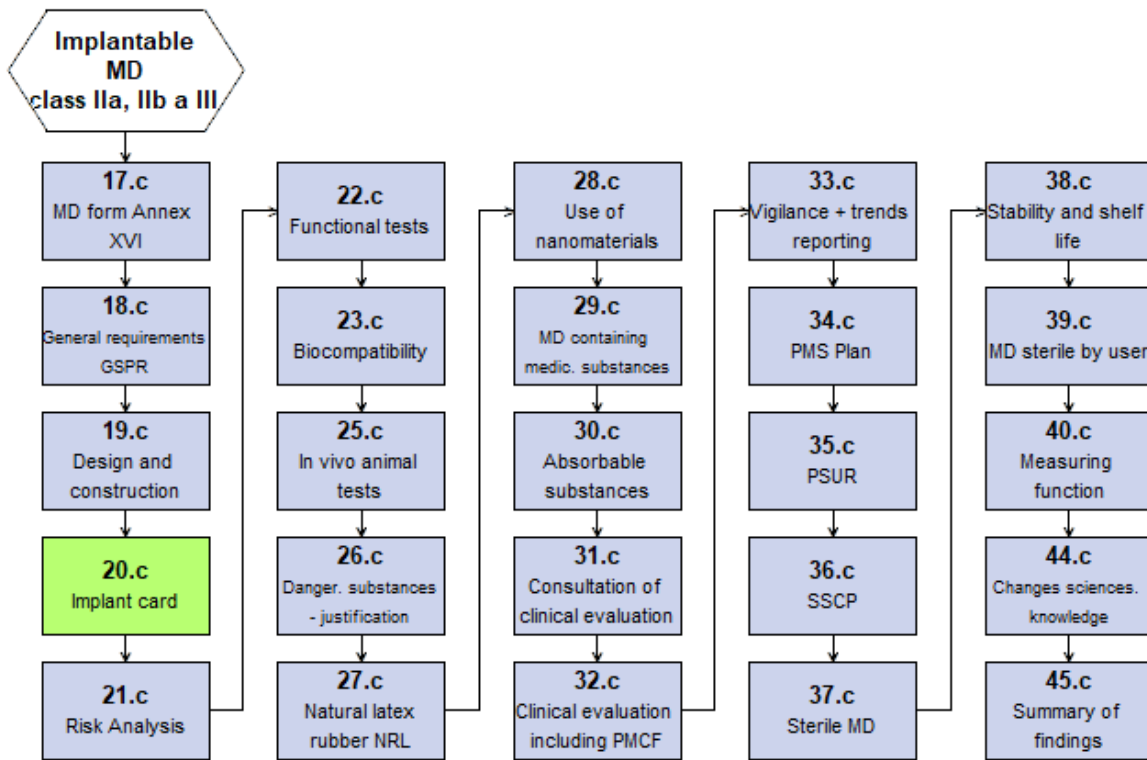 Implantable
MD
class IIa, IIb a III
17.c
MD form Annex
XVI
18.c
General requirements
GSPR
19.c
Design and
construction
20.c
Implant card
21.c
Risk Analysis
22.c
Functional tests
23.c
Biocompatibility
25.c
In vivo animal
tests
26.c
Danger. substances
- justification
27.c
Natural latex
rubber NRL
28.c
Use of
nanomaterials
29.c
MD containing
medic. substances
30.c
Absorbable
substances
31.c
Consultation of
clinical evaluation
32.c
Clinical evaluation
including PMCF
33.c
Vigilance + trends
reporting
34.c
PMS Plan
35.c
PSUR
36.c
SSCP
37.c
Sterile MD
38.c
Stability and shelf
life
39.c
MD sterile by user
40.c
Measuring
function
44.c
Changes sciences.
knowledge
45.c
Summary of
findings